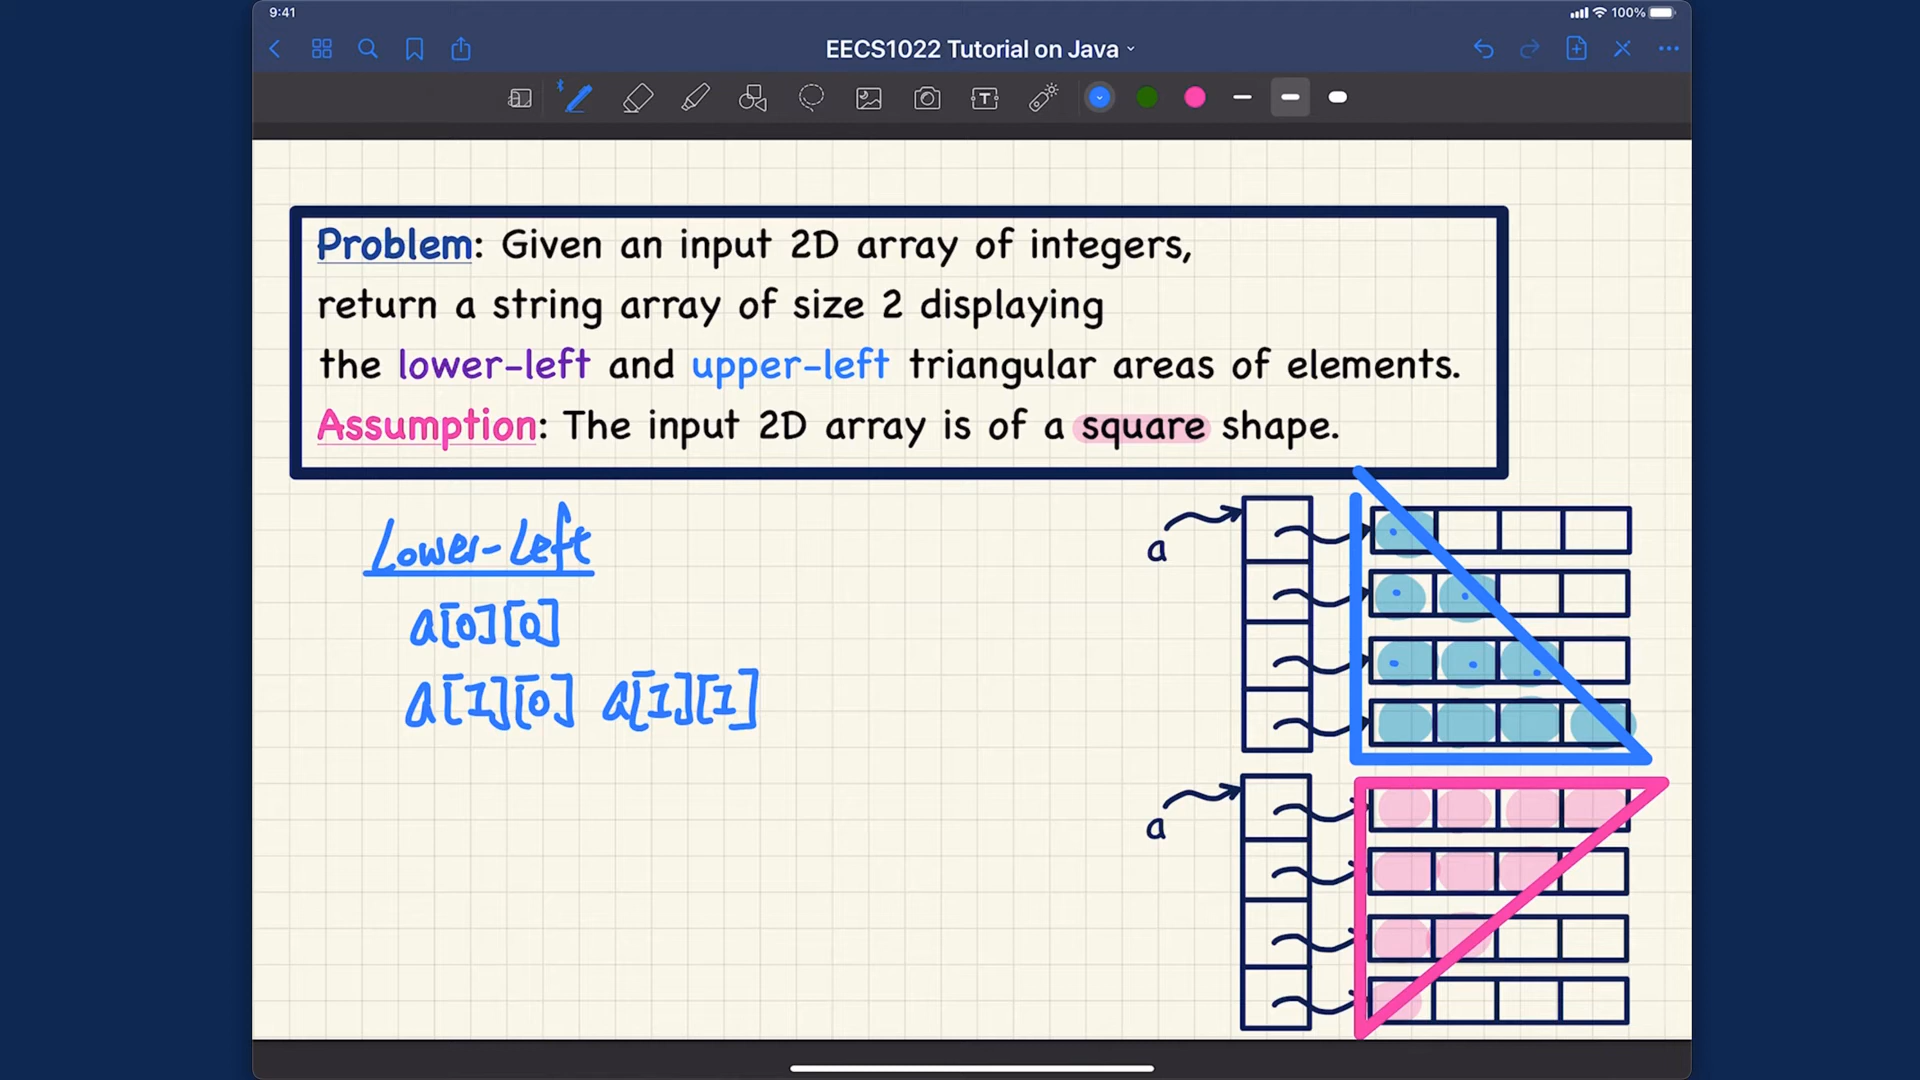 9:41
100%
EECS1022 Tutorial on Java
T
Problem: Given an input 2D array of integers,
return a string array of size 2 displaying
the lower-left and upper-left triangular areas of elements.
Assumption: The input 2D array is of a square shape.
Lower-Left
a[0][0]
a[1][0] a[1][1]
a
a